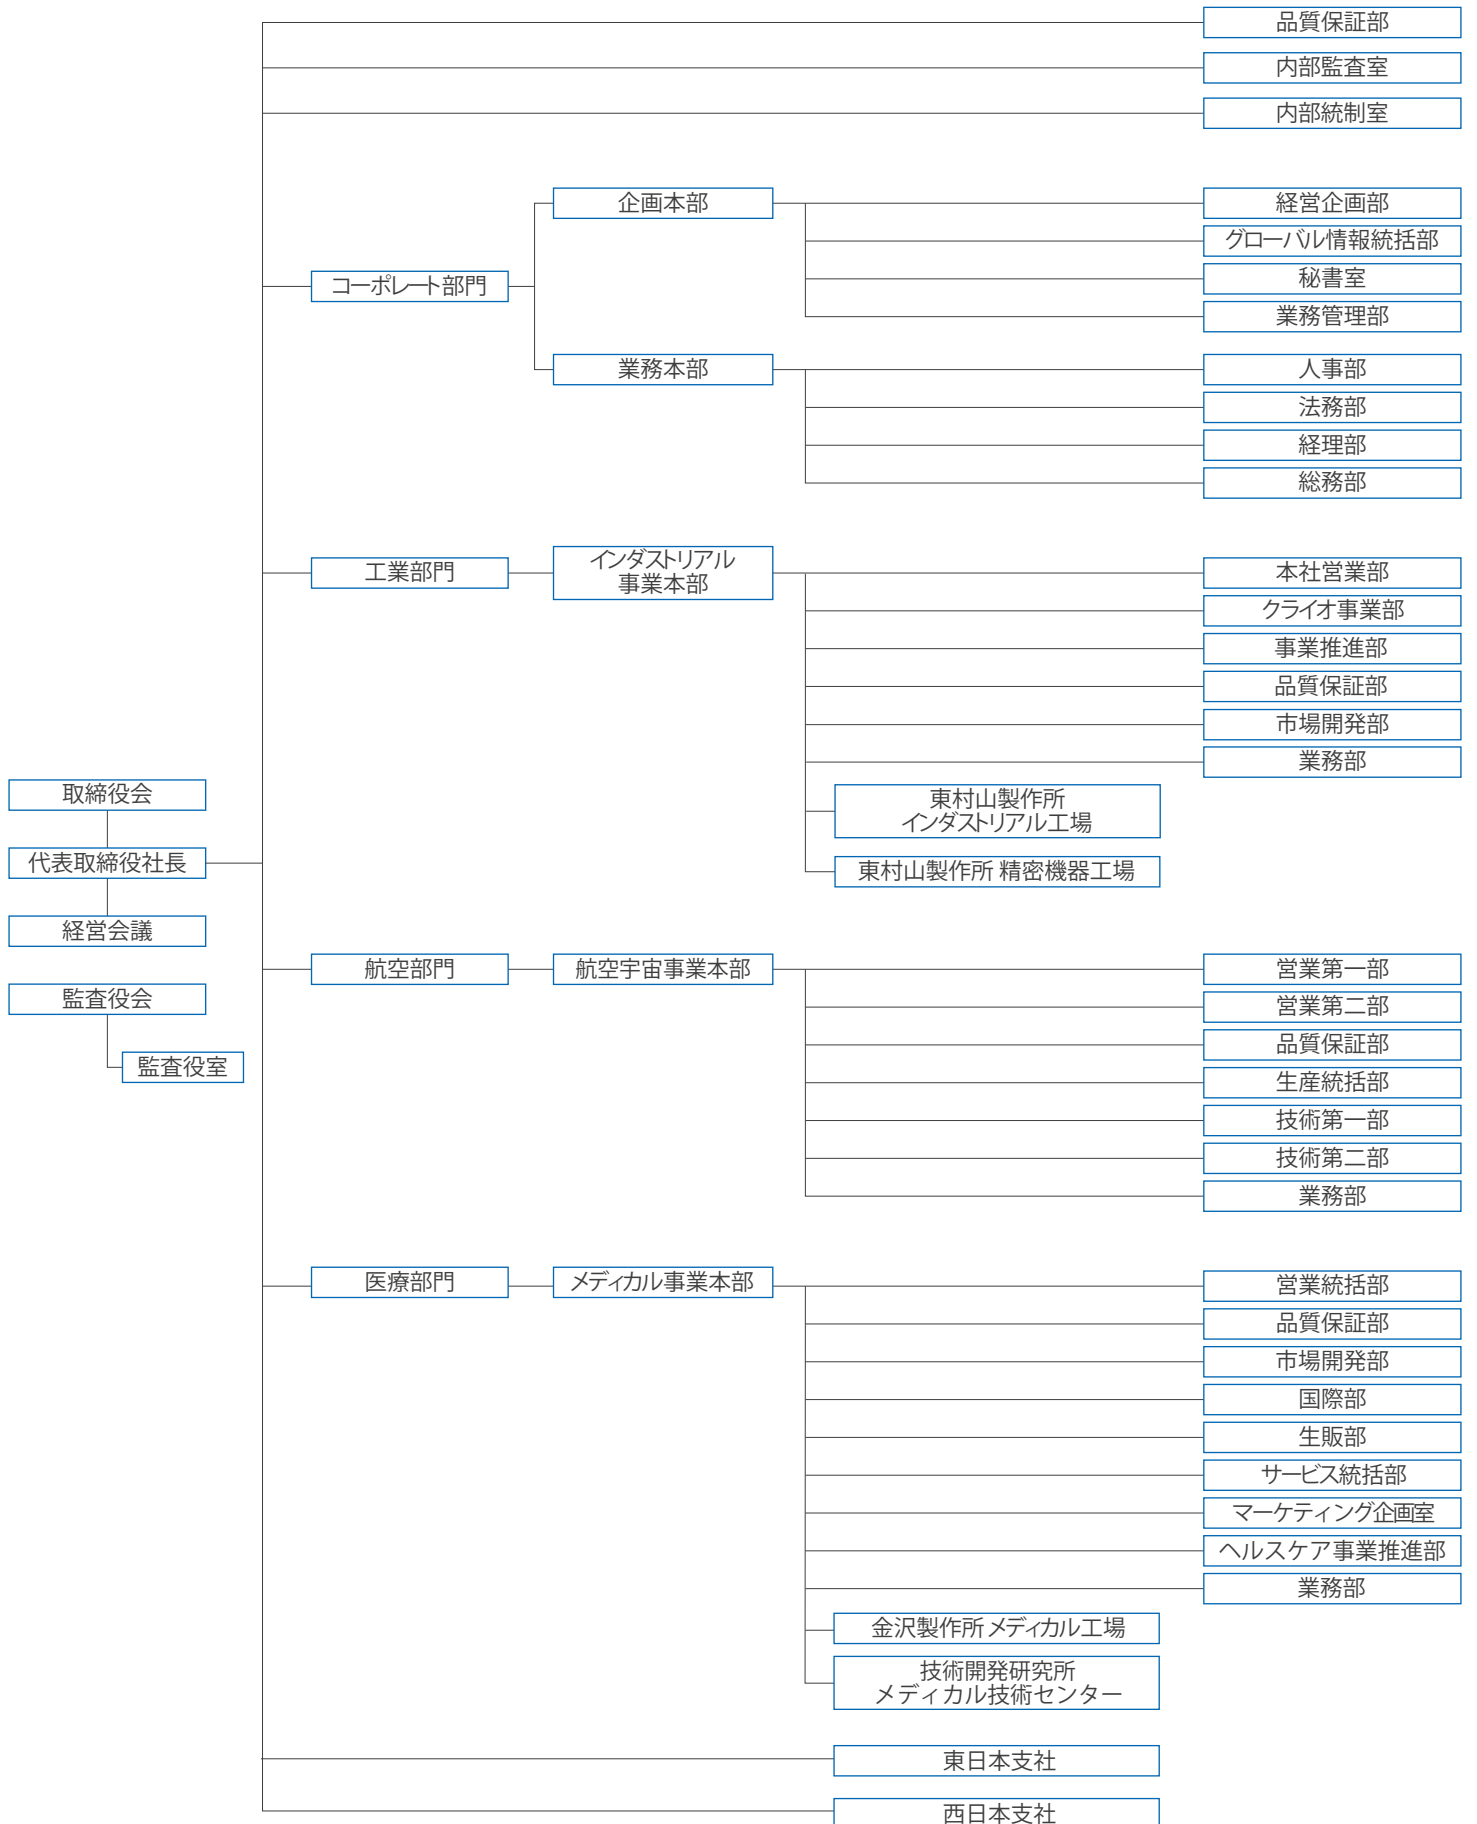 品質保証部
内部監査室
内部統制室
企画本部
経営企画部
グローバル情報統括部
コーポレート部門
秘書室
業務管理部
業務本部
人事部
法務部
経理部
総務部
工業部門
インダストリアル
事業本部
本社営業部
クライオ事業部
事業推進部
品質保証部
市場開発部
業務部
東村山製作所
インダストリアル工場
東村山製作所 精密機器工場
取締役会
代表取締役社長
経営会議
監査役会
監査役室
航空部門
航空宇宙事業本部
営業第一部
営業第二部
品質保証部
生産統括部
技術第一部
技術第二部
業務部
医療部門
メディカル事業本部
営業統括部
品質保証部
市場開発部
国際部
生販部
サービス統括部
マーケティング企画室
ヘルスケア事業推進部
業務部
金沢製作所 メディカル工場
技術開発研究所
メディカル技術センター
東日本支社
西日本支社